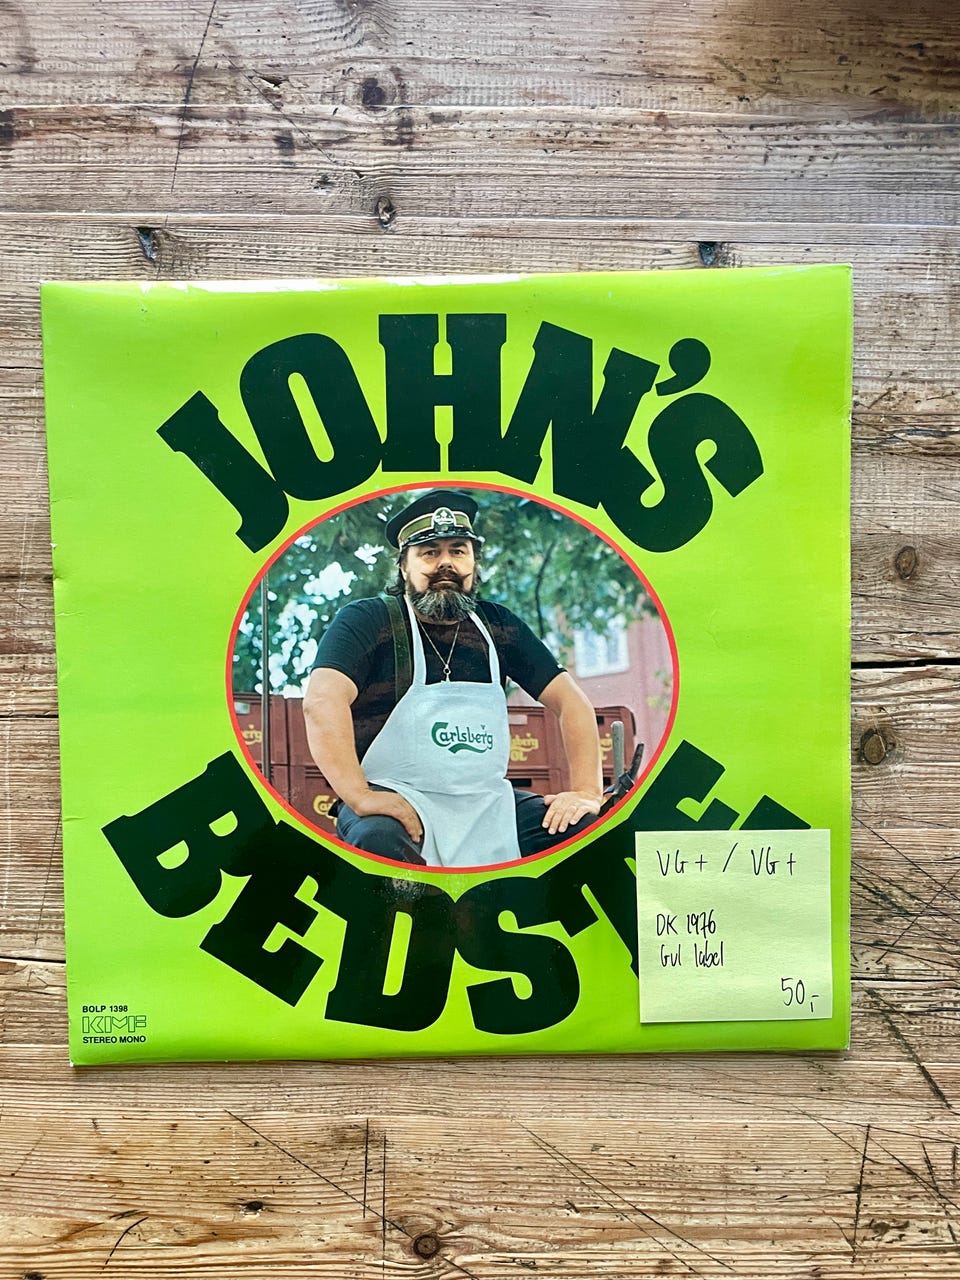 JOHN'S
Carlsberg
BEDSTE!
VG+ / VG+
DK 1976
Gul label
50,-
BOLP 1398
KMF
STEREO MONO